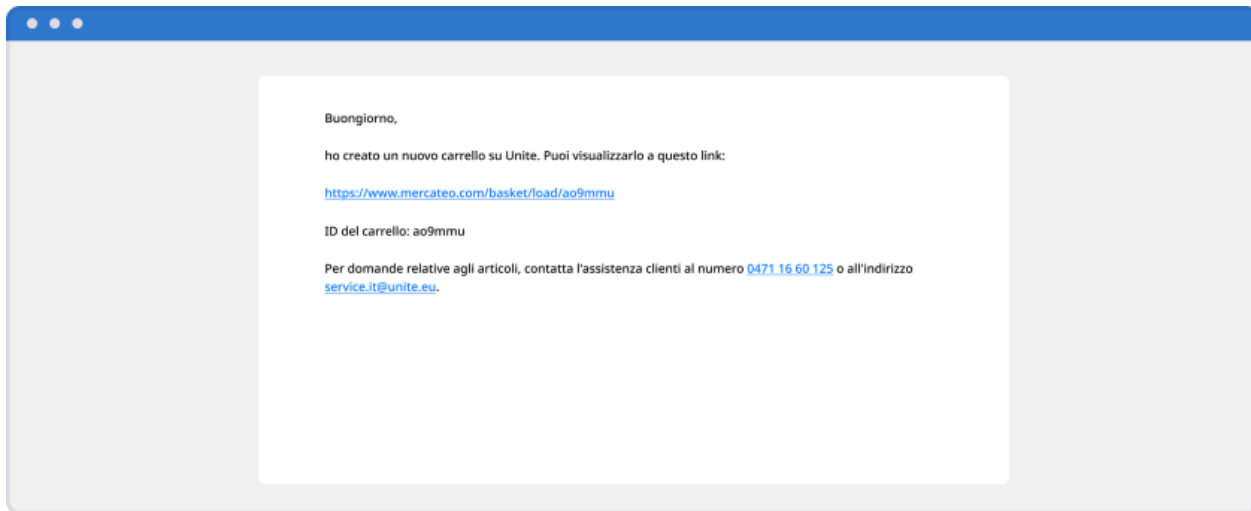 Buongiorno,
ho creato un nuovo carrello su Unite. Puoi visualizzarlo a questo link:
https://www.mercateo.com/basket/load/ao9mmu
ID del carrello: ao9mmu
Per domande relative agli articoli, contatta l'assistenza clienti al numero 0471 16 60 125 o all'indirizzo
service.it@unite.eu.